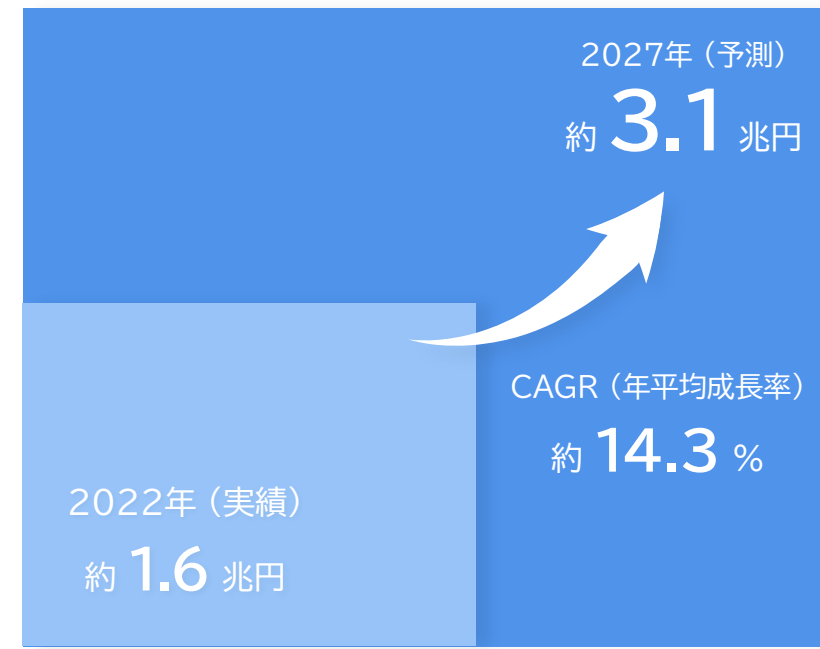 2027年（予測）
約 3.1 兆円
CAGR（年平均成長率）
約 14.3 %
2022年（実績）
約 1.6 兆円